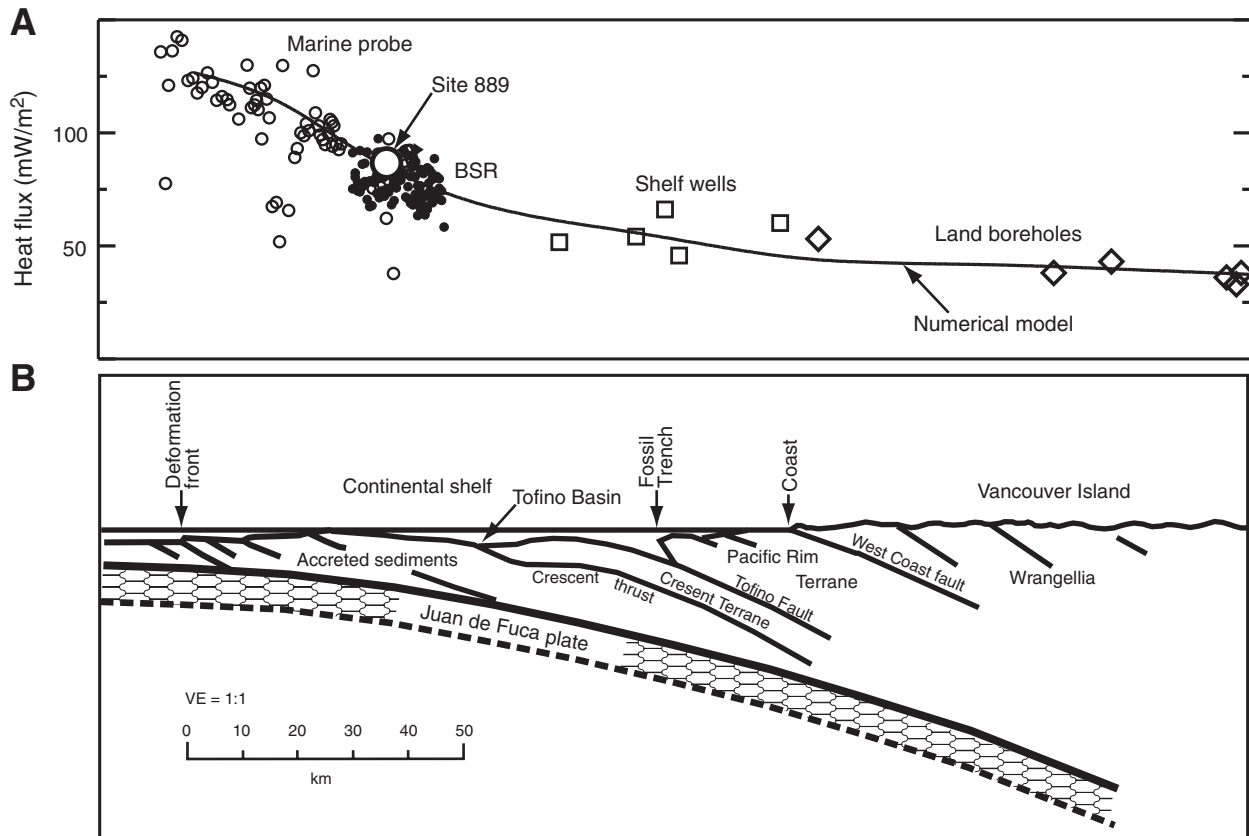 A
Heat flux (mW/m²)
100
50
Marine probe
Site 889
BSR
Shelf wells
Land boreholes
Numerical model
B
Deformation
front
Continental shelf
Tofino Basin
Fossil
Trench
Coast
Vancouver Island
Accreted sediments
Crescent
thrust
Cresent Terrane
Tofino Fault
Pacific Rim
Terrane
West Coast fault
Wrangellia
Juan de Fuca plate
VE = 1:1
0 10 20 30 40 50
km